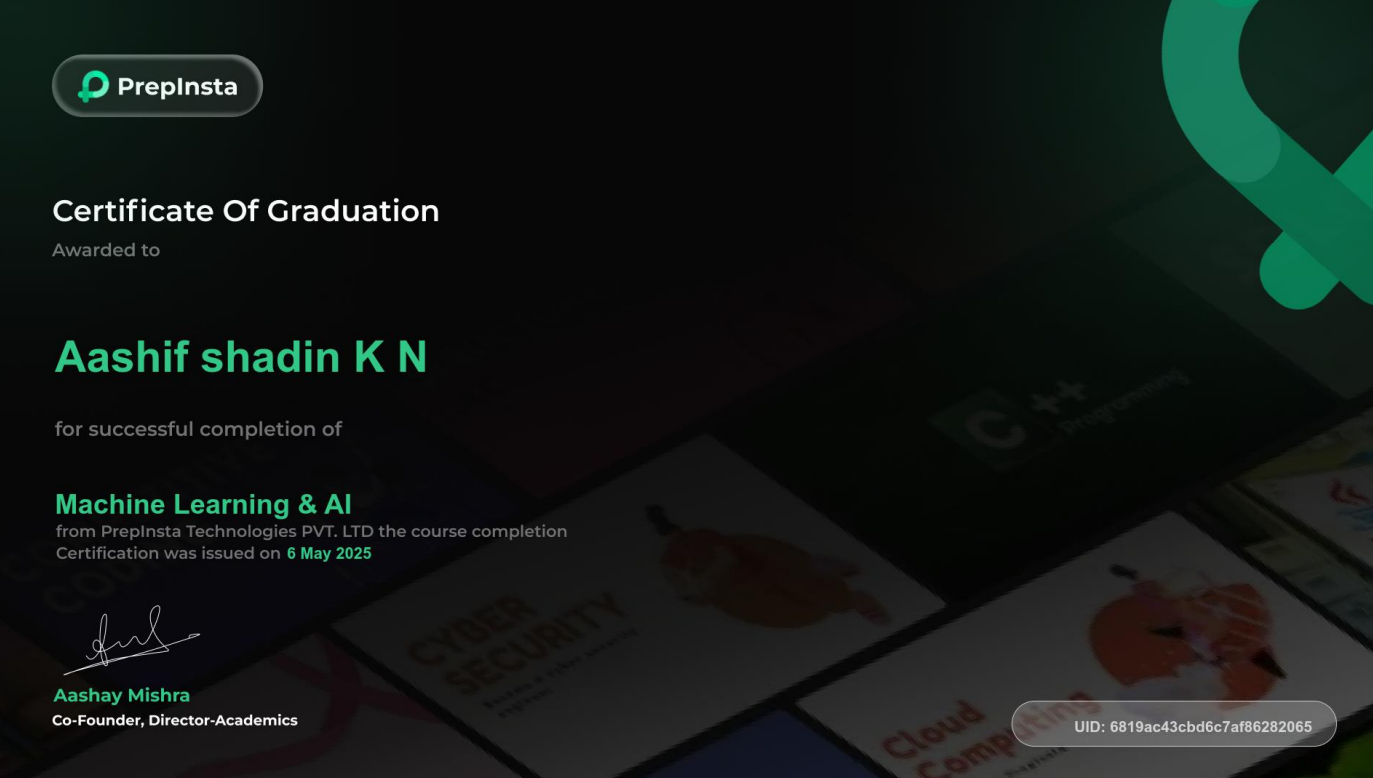 PrepInsta
Certificate Of Graduation
Awarded to
Aashif shadin K N
for successful completion of
Machine Learning & AI
from PrepInsta Technologies PVT. LTD the course completion
Certification was issued on 6 May 2025
Aashay Mishra
Co-Founder, Director-Academics
C ++
Programming
CYBER
SECURITY
Cloud
Computing
UID: 6819ac43cbd6c7af86282065